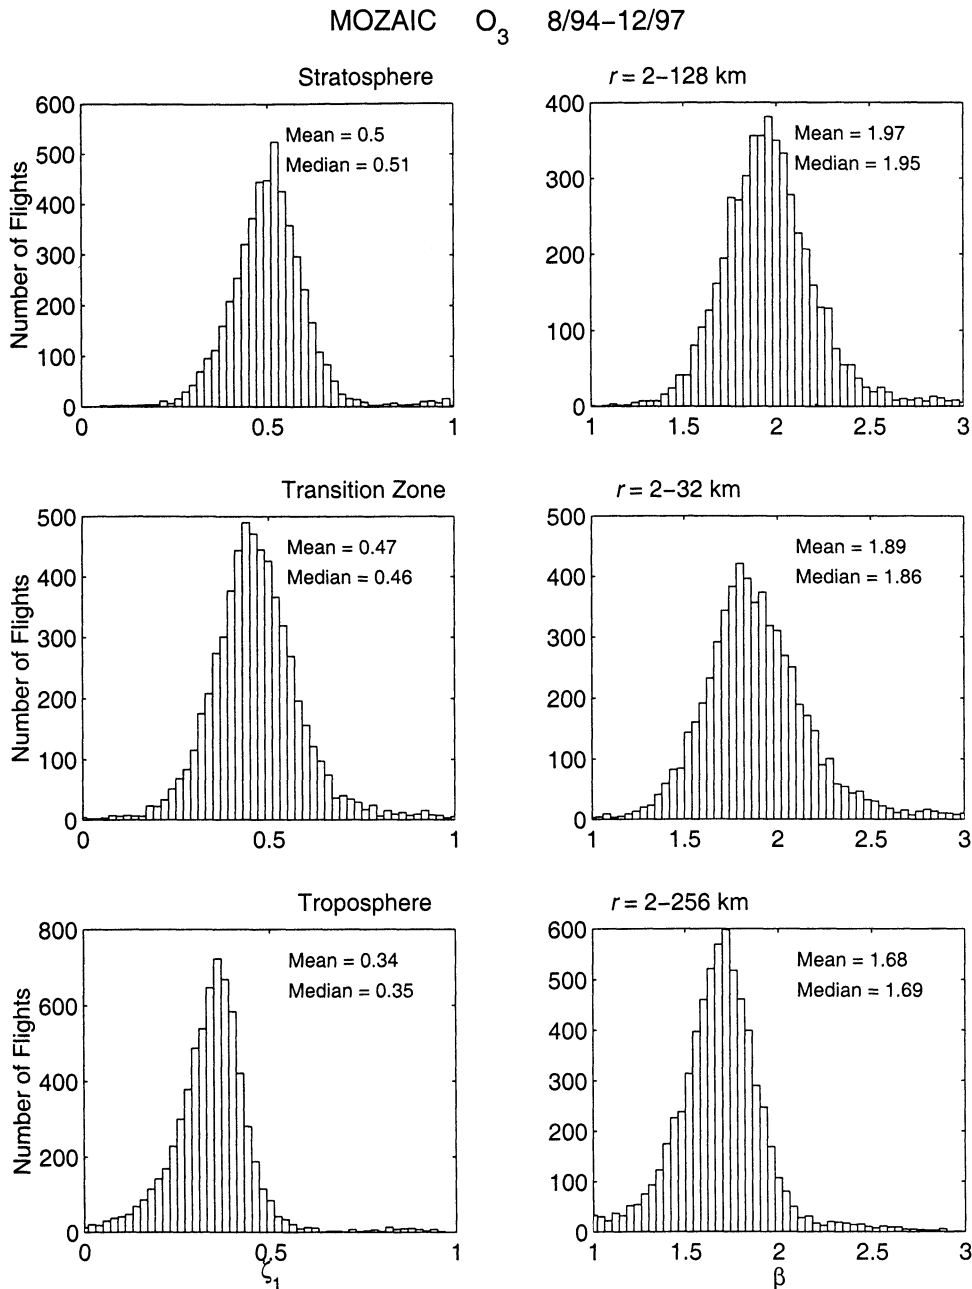 MOZAIC O3 8/94–12/97
Stratosphere
r = 2–128 km
Number of Flights
600
500
400
300
200
100
0
0
0.5
1
Mean = 0.5
Median = 0.51
400
300
200
100
0
1
1.5
2
2.5
3
Mean = 1.97
Median = 1.95
Transition Zone
r = 2–32 km
Number of Flights
500
400
300
200
100
0
0
0.5
1
Mean = 0.47
Median = 0.46
500
400
300
200
100
0
1
1.5
2
2.5
3
Mean = 1.89
Median = 1.86
Troposphere
r = 2–256 km
Number of Flights
800
600
400
200
0
0
0.5
1
Mean = 0.34
Median = 0.35
ζ1
600
500
400
300
200
100
0
1
1.5
2
2.5
3
Mean = 1.68
Median = 1.69
β